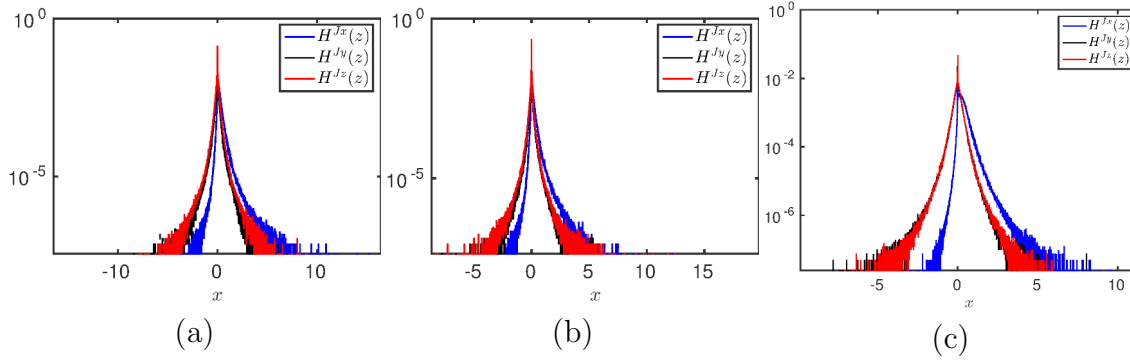 10^0
H^{Jx}(z)
H^{Jy}(z)
H^{Jz}(z)
10^{-5}
-10 0 10
x
(a)
10^0
H^{Jx}(z)
H^{Jy}(z)
H^{Jz}(z)
10^{-5}
-5 0 5 10 15
x
(b)
10^0
H^{Jx}(z)
H^{Jy}(z)
H^{Jz}(z)
10^{-2}
10^{-4}
10^{-6}
-5 0 5 10
x
(c)